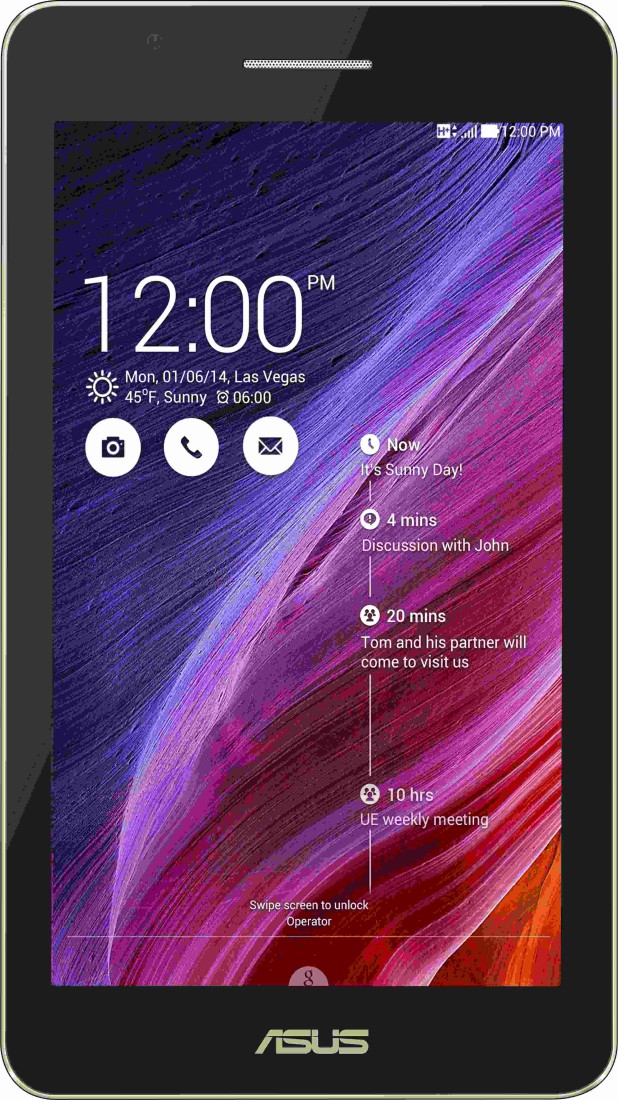 H+ 12:00 PM
12:00 PM
Mon, 01/06/14, Las Vegas
45°F, Sunny 06:00
Now
It's Sunny Day!
4 mins
Discussion with John
20 mins
Tom and his partner will
come to visit us
10 hrs
UE weekly meeting
Swipe screen to unlock
Operator
g
ASUS